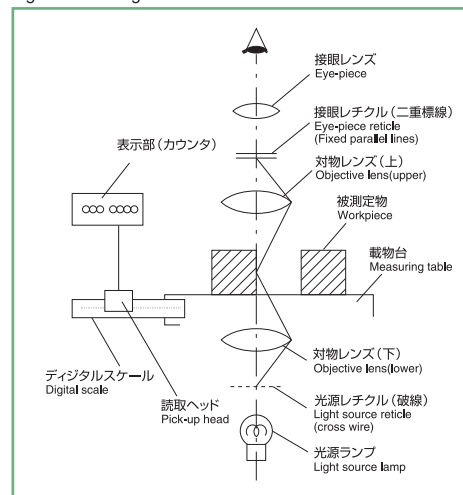 接眼レンズ
Eye-piece
接眼レチクル(二重標線)
Eye-piece reticle
(Fixed parallel lines)
表示部(カウンタ)
対物レンズ(上)
Objective lens(upper)
被測定物
Workpiece
載物台
Measuring table
対物レンズ(下)
Objective lens(lower)
ディジタルスケール
Digital scale
読取ヘッド
Pick-up head
光源レチクル(破線)
Light source reticle
(cross wire)
光源ランプ
Light source lamp